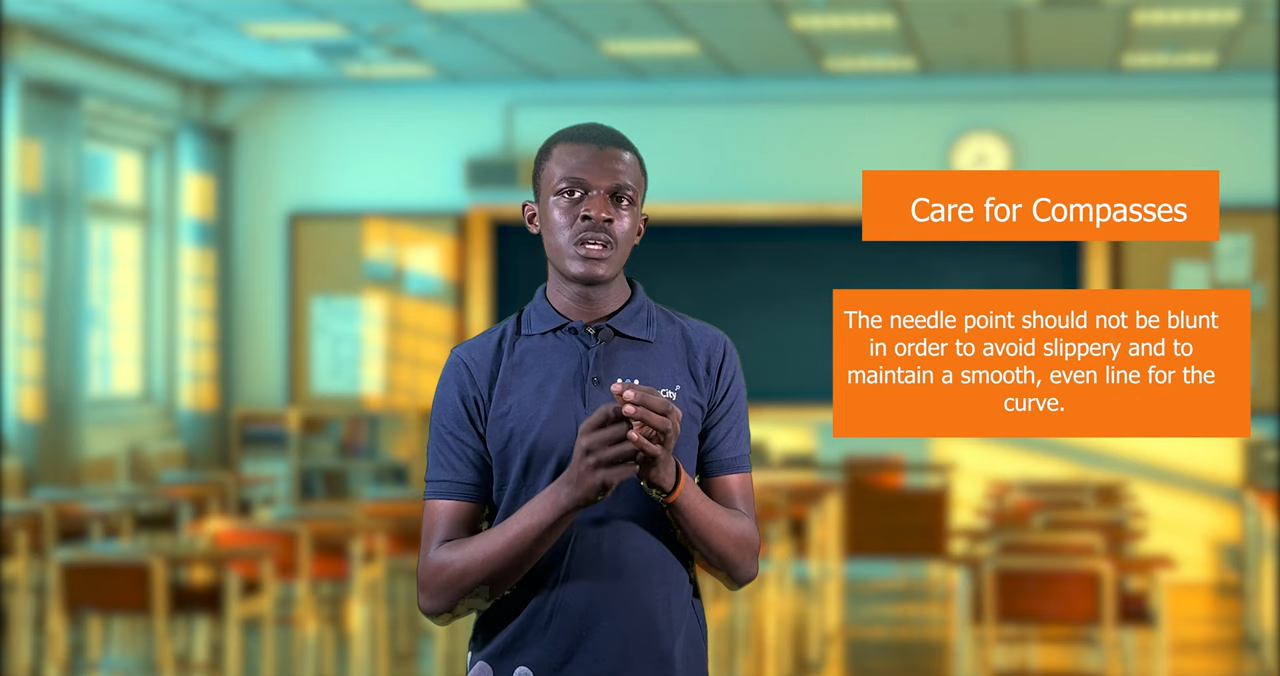 Care for Compasses
The needle point should not be blunt
in order to avoid slippery and to
maintain a smooth, even line for the
curve.
City